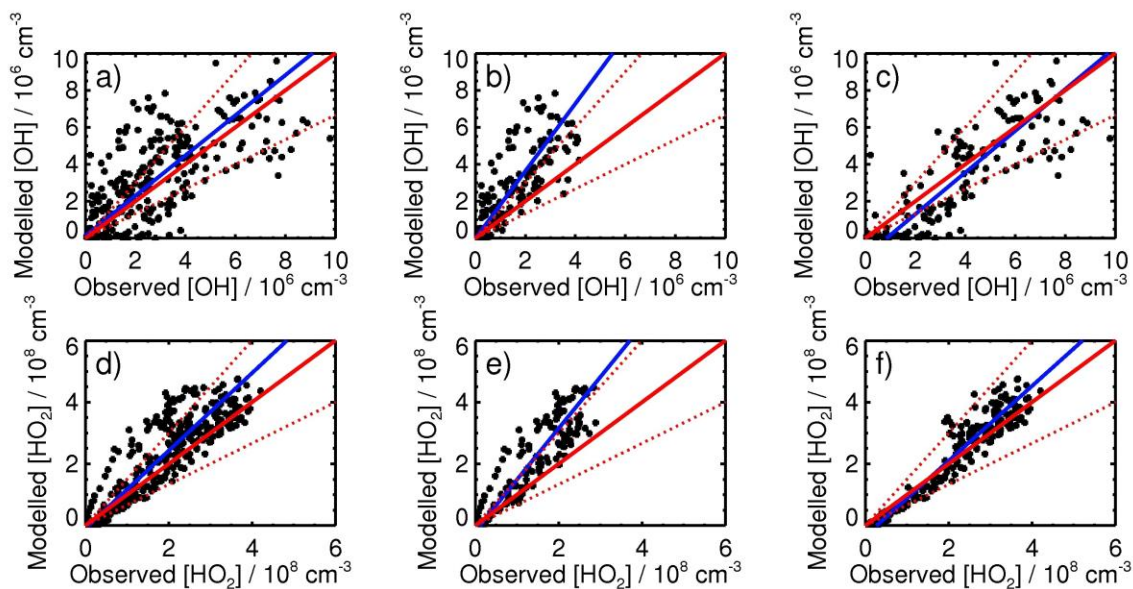 a)
Modelled [OH] / 10⁶ cm⁻³
10
8
6
4
2
0
0 2 4 6 8 10
Observed [OH] / 10⁶ cm⁻³
b)
Modelled [OH] / 10⁶ cm⁻³
10
8
6
4
2
0
0 2 4 6 8 10
Observed [OH] / 10⁶ cm⁻³
c)
Modelled [OH] / 10⁶ cm⁻³
10
8
6
4
2
0
0 2 4 6 8 10
Observed [OH] / 10⁶ cm⁻³
d)
Modelled [HO₂] / 10⁸ cm⁻³
6
4
2
0
0 2 4 6
Observed [HO₂] / 10⁸ cm⁻³
e)
Modelled [HO₂] / 10⁸ cm⁻³
6
4
2
0
0 2 4 6
Observed [HO₂] / 10⁸ cm⁻³
f)
Modelled [HO₂] / 10⁸ cm⁻³
6
4
2
0
0 2 4 6
Observed [HO₂] / 10⁸ cm⁻³